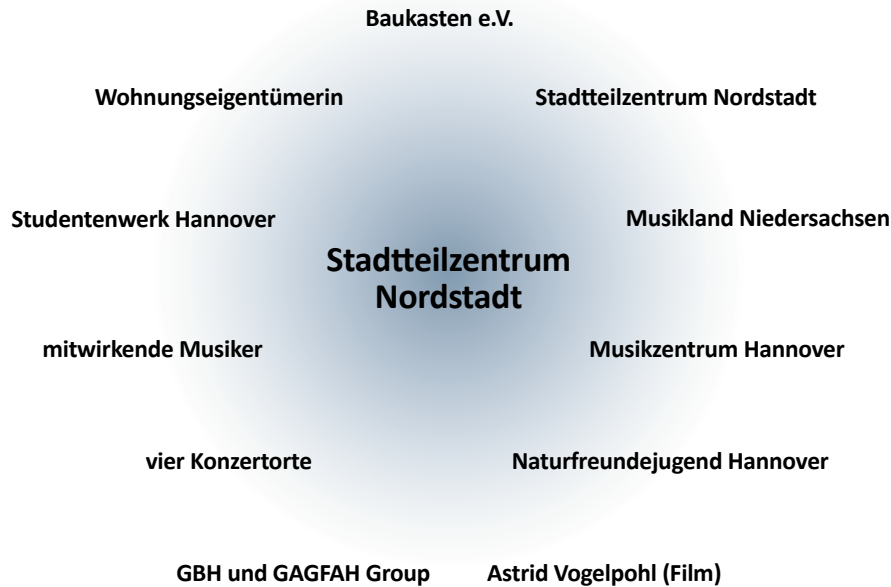 Baukasten e.V.
Wohnungseigentümerin
Stadtteilzentrum Nordstadt
Studentenwerk Hannover
Musikland Niedersachsen
Stadtteilzentrum
Nordstadt
mitwirkende Musiker
Musikzentrum Hannover
vier Konzertorte
Naturfreundejugend Hannover
GBH und GAGFAH Group
Astrid Vogelpohl (Film)